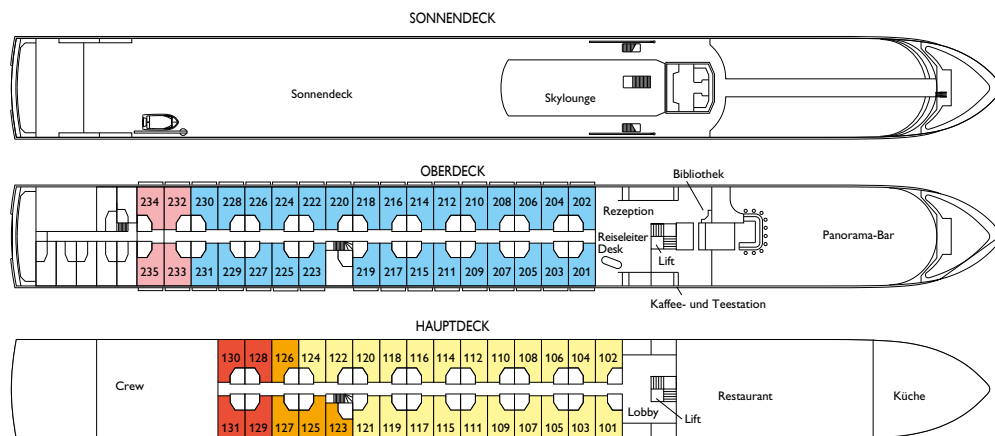 SONNENDECK
Sonnendeck
Skylounge
OBERDECK
Bibliothek
234 232 230 228 226 224 222 220 218 216 214 212 210 208 206 204 202
Rezeption
Reiseleiter
Desk
Lift
Panorama-Bar
235 233 231 229 227 225 223 219 217 215 211 209 207 205 203 201
Kaffee- und Teestation
HAUPTDECK
130 128 126 124 122 120 118 116 114 112 110 108 106 104 102
Crew
Restaurant
Küche
Lobby
Lift
131 129 127 125 123 121 119 117 115 111 109 107 105 103 101